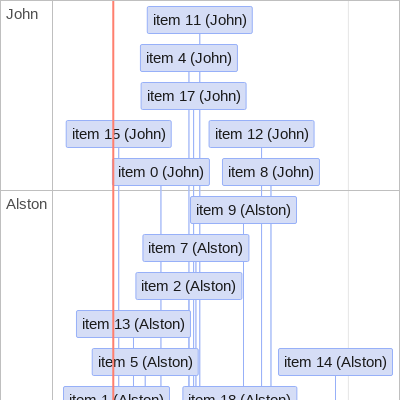 John
item 11 (John)
item 4 (John)
item 17 (John)
item 15 (John)
item 12 (John)
item 0 (John)
item 8 (John)
Alston
item 9 (Alston)
item 7 (Alston)
item 2 (Alston)
item 13 (Alston)
item 5 (Alston)
item 14 (Alston)
item 1 (Alston)
item 18 (Alston)